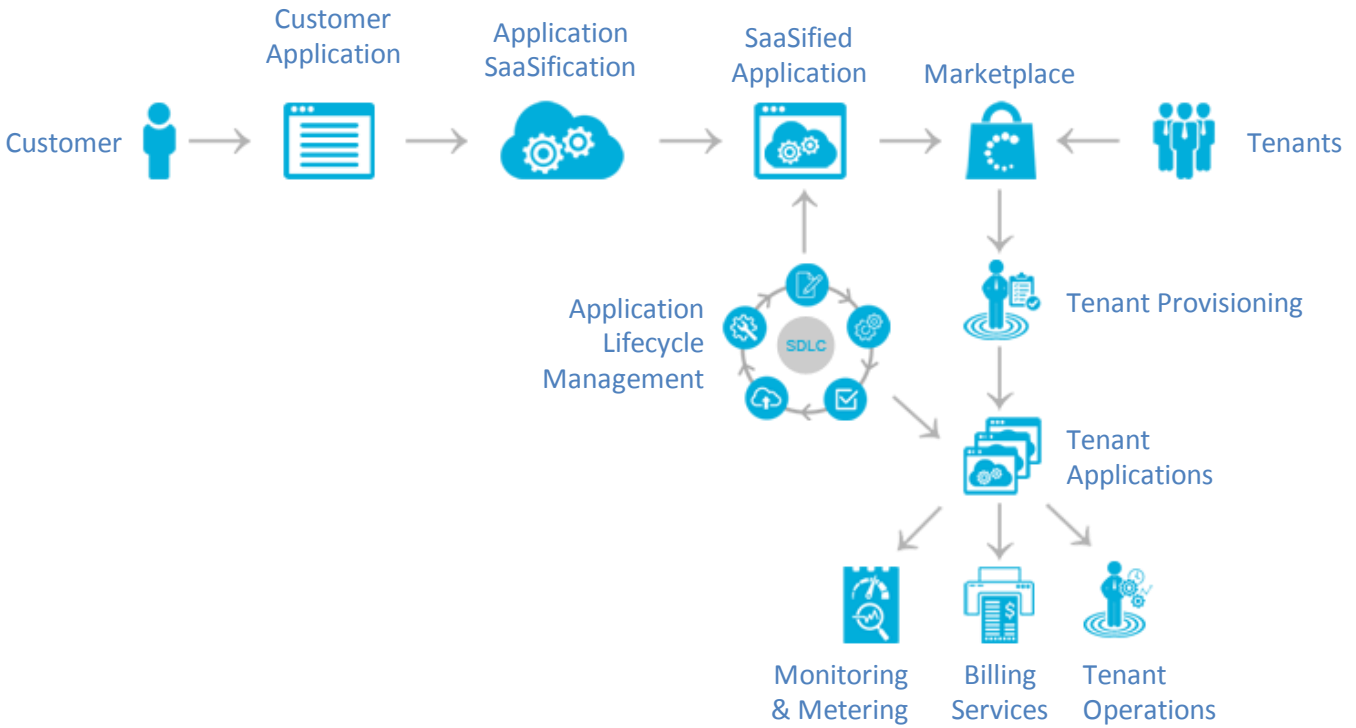 Customer
Application
Application
SaaSification
SaaSified
Application
Marketplace
Customer
Tenants
Application
Lifecycle
Management
SDLC
Tenant Provisioning
Tenant
Applications
$
Monitoring
& Metering
Billing
Services
Tenant
Operations